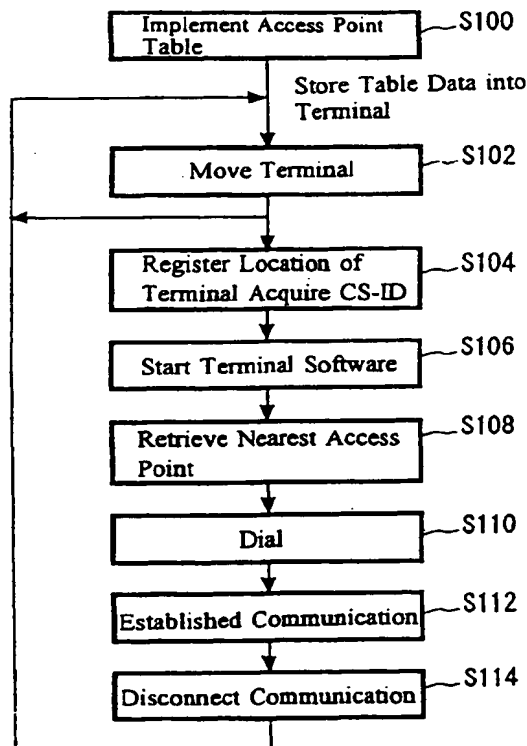 Implement Access Point
Table
S100
Store Table Data into
Terminal
Move Terminal
S102
Register Location of
Terminal Acquire CS-ID
S104
Start Terminal Software
S106
Retrieve Nearest Access
Point
S108
Dial
S110
Established Communication
S112
Disconnect Communication
S114